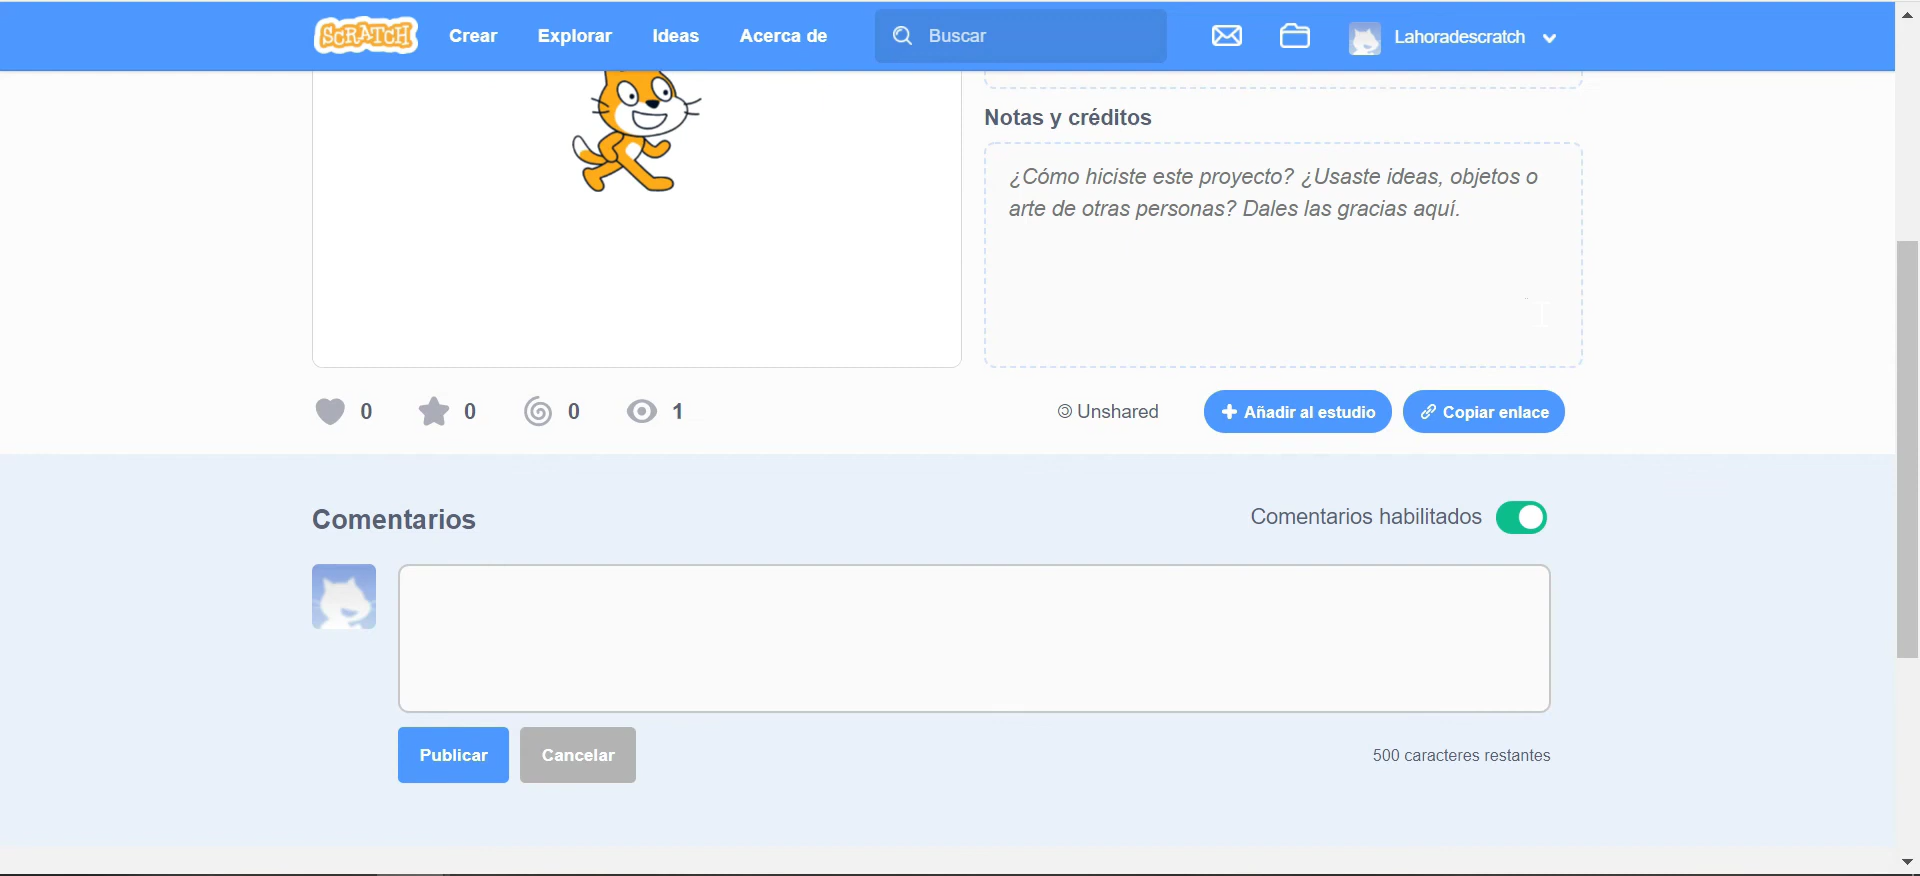 SCRATCH Crear Explorar Ideas Acerca de Buscar Lahoradescratch
Notas y créditos
¿Cómo hiciste este proyecto? ¿Usaste ideas, objetos o
arte de otras personas? Dales las gracias aquí.
0 0 0 1 Unshared Añadir al estudio Copiar enlace
Comentarios Comentarios habilitados
Publicar Cancelar 500 caracteres restantes